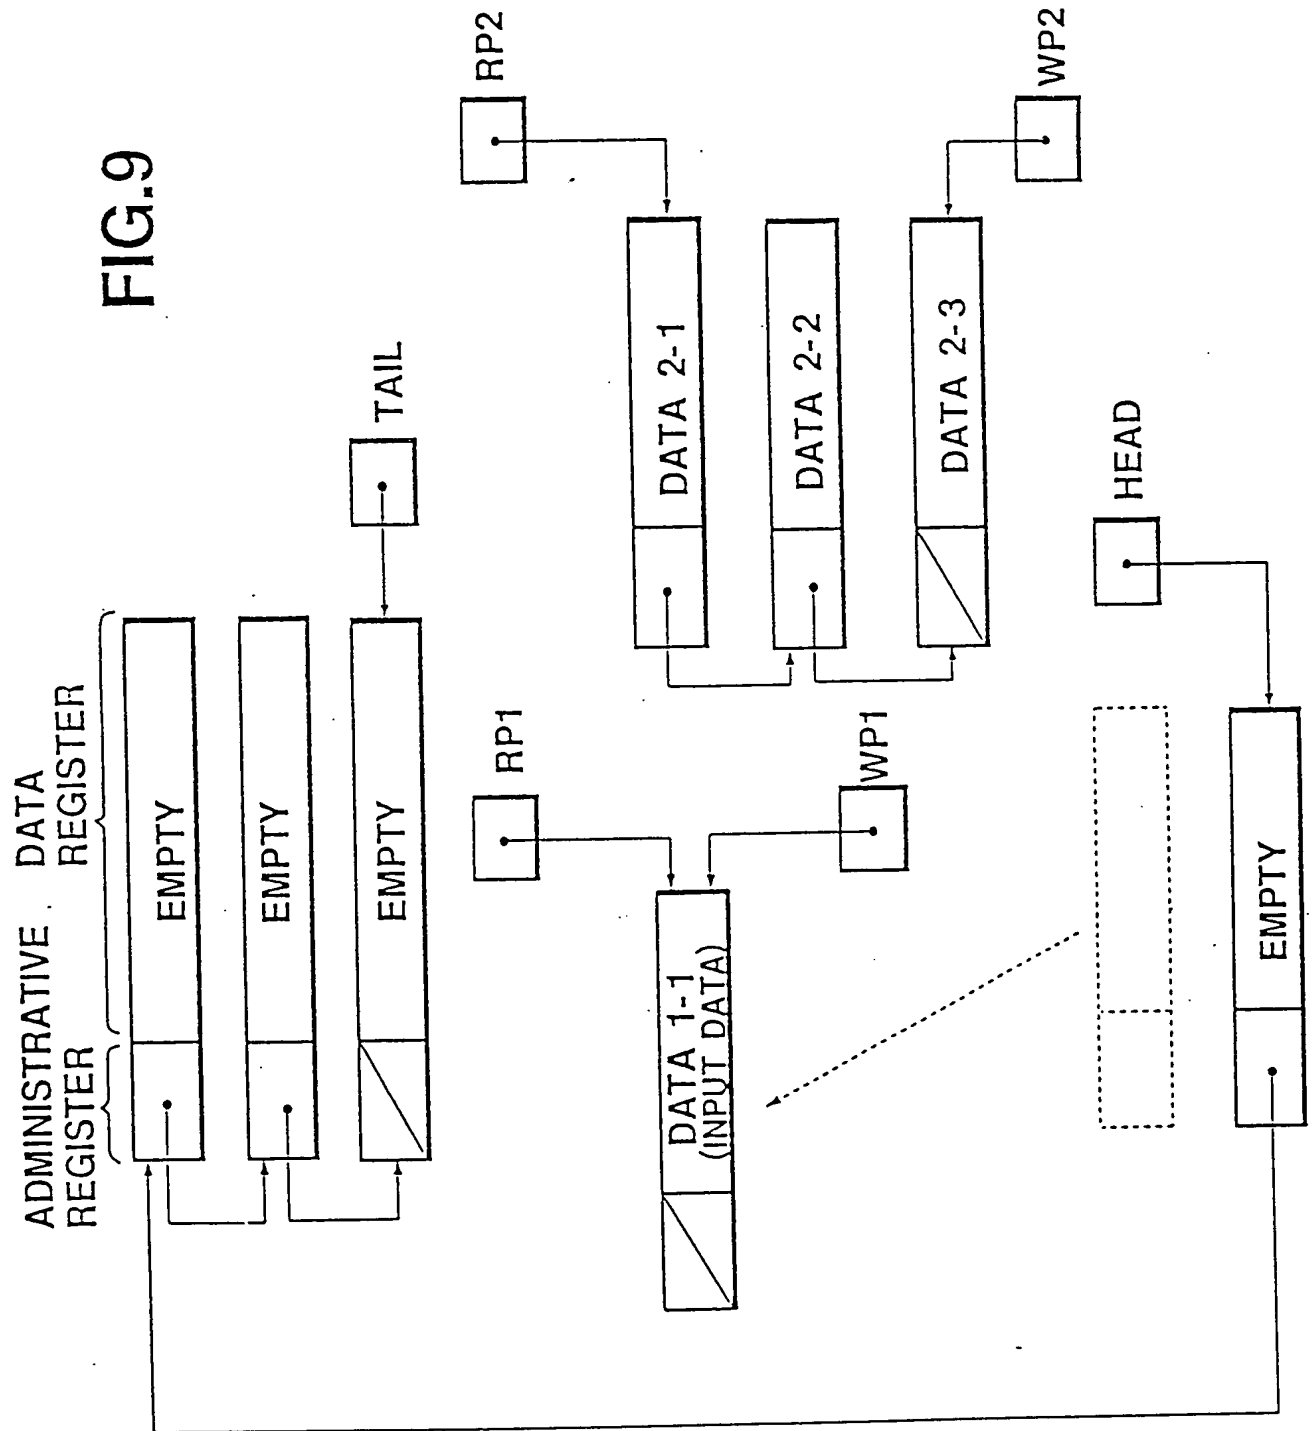 FIG.9
ADMINISTRATIVE
REGISTER
DATA
REGISTER
EMPTY
EMPTY
EMPTY
TAIL
RP1
DATA 1-1
(INPUT DATA)
WP1
RP2
DATA 2-1
DATA 2-2
DATA 2-3
WP2
HEAD
EMPTY